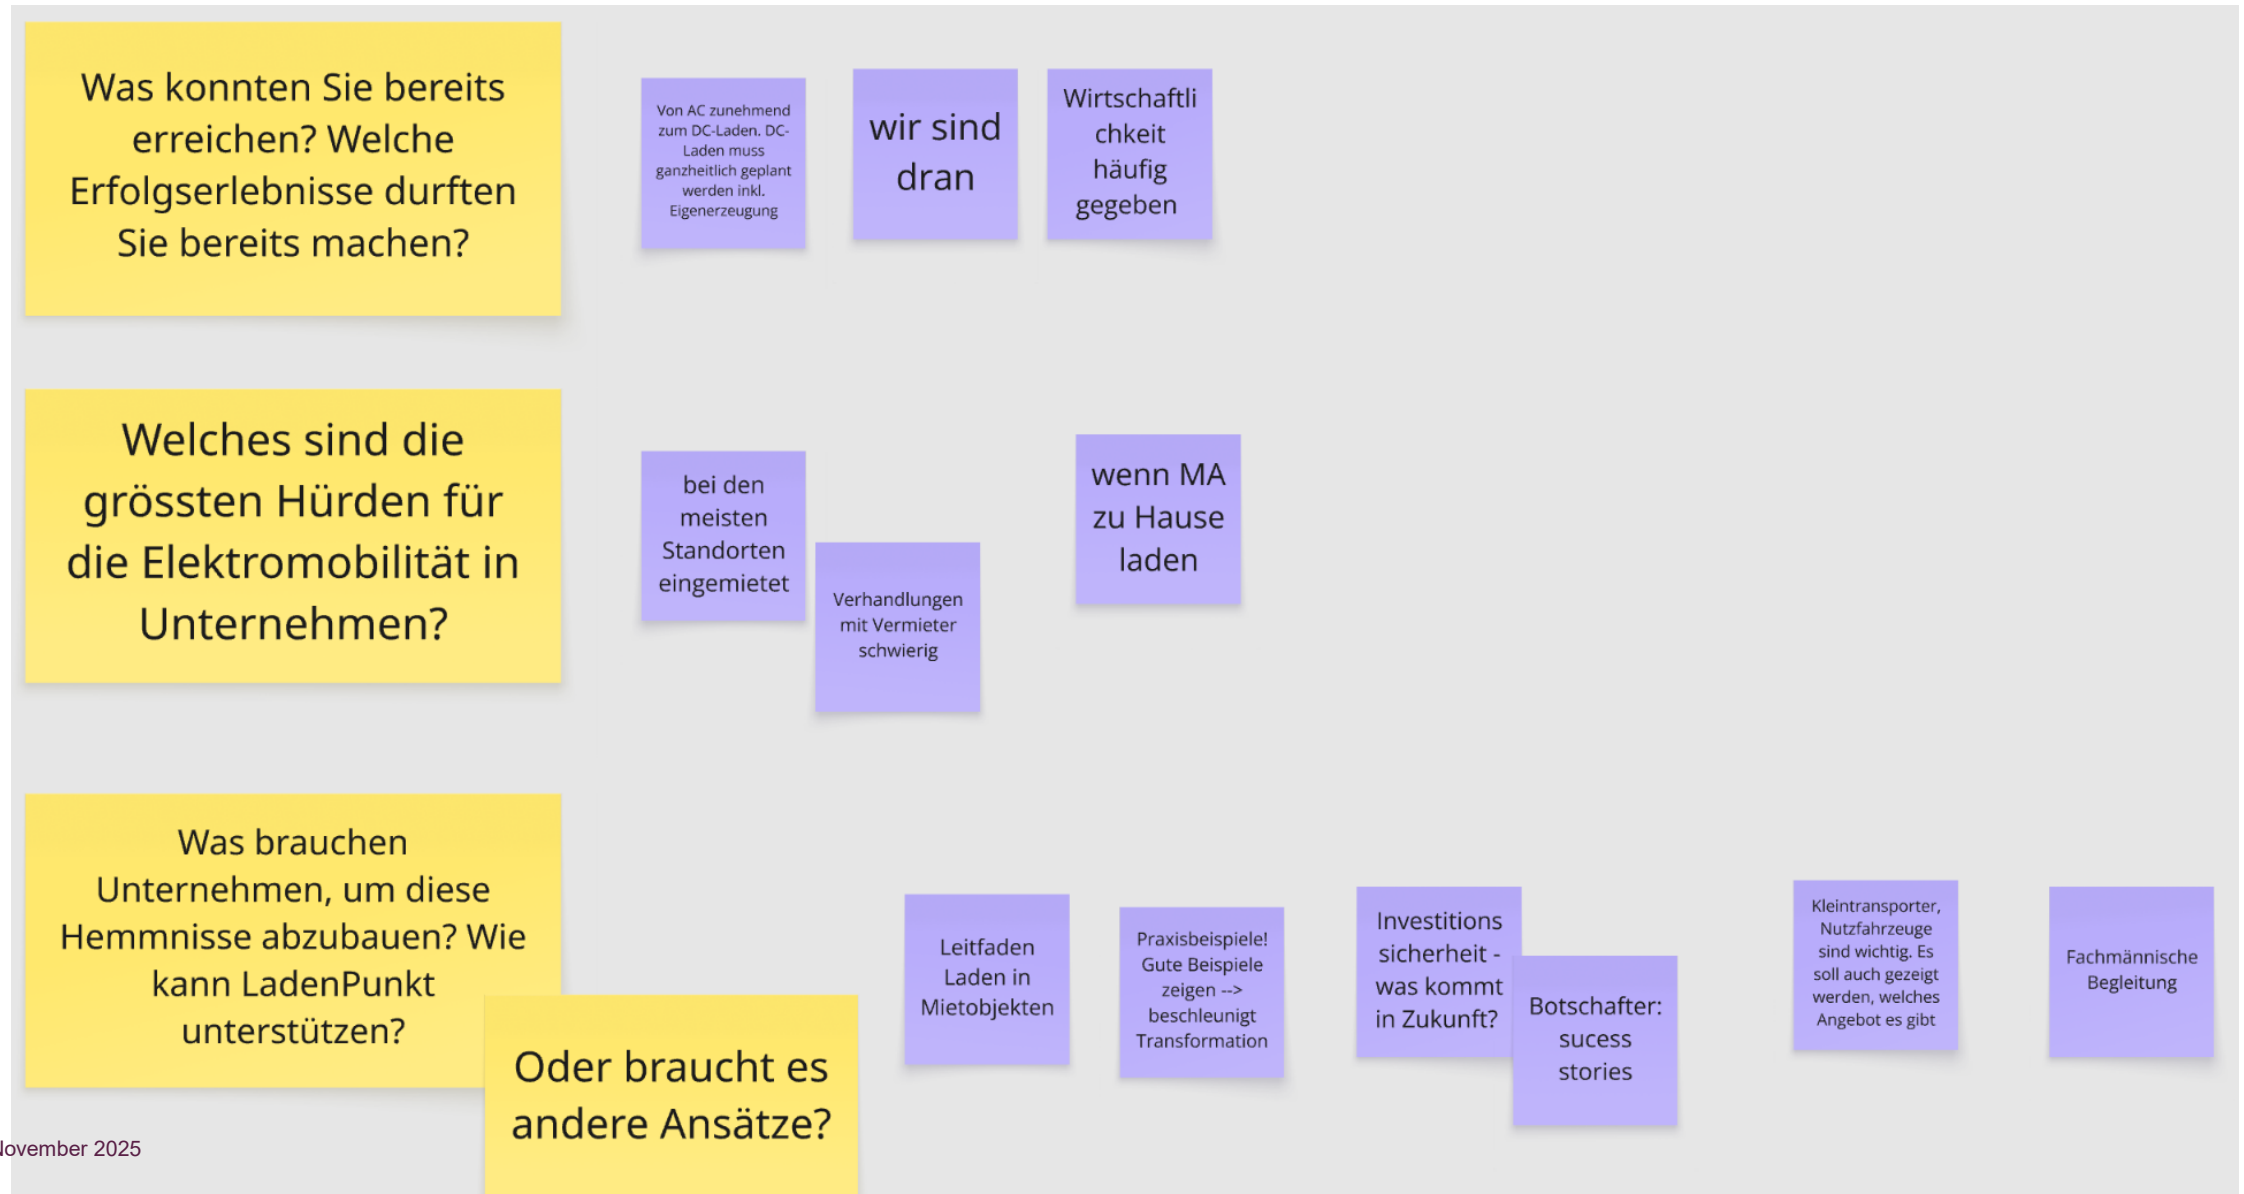 Was konnten Sie bereits
erreichen? Welche
Erfolgserlebnisse durften
Sie bereits machen?
Von AC zunehmend
zum DC-Laden. DC-
Laden muss
ganzheitlich geplant
werden inkl.
Eigenerzeugung
wir sind
dran
Wirtschaftli
chkeit
häufig
gegeben
Welches sind die
grössten Hürden für
die Elektromobilität in
Unternehmen?
bei den
meisten
Standorten
eingemietet
Verhandlungen
mit Vermieter
schwierig
wenn MA
zu Hause
laden
Was brauchen
Unternehmen, um diese
Hemmnisse abzubauen? Wie
kann LadenPunkt
unterstützen?
Oder braucht es
andere Ansätze?
Leitfaden
Laden in
Mietobjekten
Praxisbeispiele!
Gute Beispiele
zeigen -->
beschleunigt
Transformation
Investitions
sicherheit -
was kommt
in Zukunft?
Botschafter:
sucess
stories
Kleintransporter,
Nutzfahrzeuge
sind wichtig. Es
soll auch gezeigt
werden, welches
Angebot es gibt
Fachmännische
Begleitung
November 2025